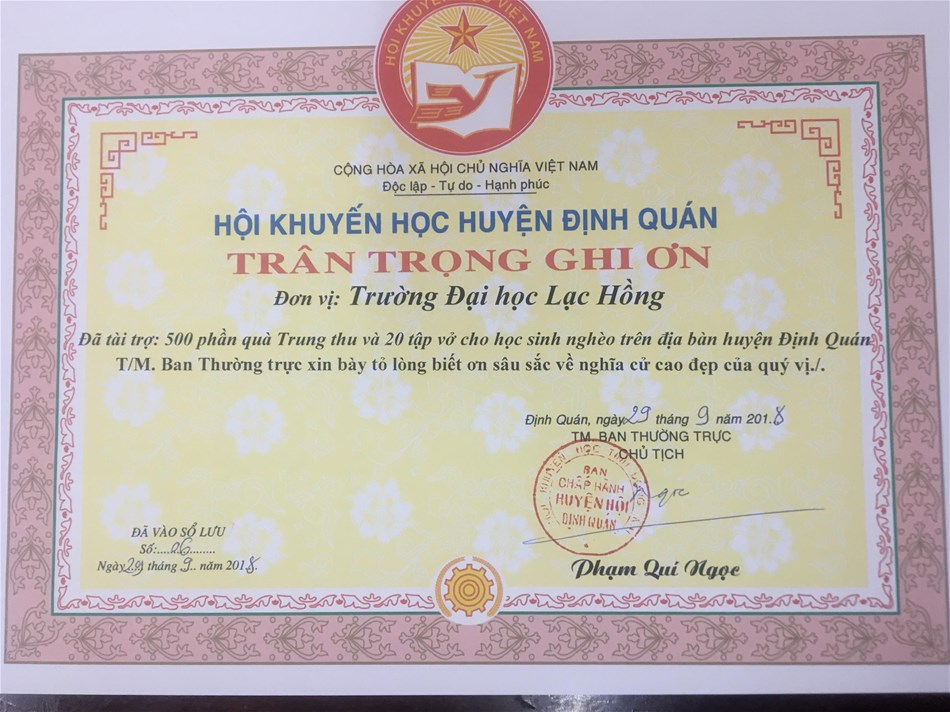 HỘI KHUYẾN HỌC VIỆT NAM
CỘNG HÒA XÃ HỘI CHỦ NGHĨA VIỆT NAM
Độc lập - Tự do - Hạnh phúc
HỘI KHUYẾN HỌC HUYỆN ĐỊNH QUÁN
TRÂN TRỌNG GHI ƠN
Đơn vị: Trường Đại học Lạc Hồng
Đã tài trợ: 500 phần quà Trung thu và 20 tập vở cho học sinh nghèo trên địa bàn huyện Định Quán
T/M. Ban Thường trực xin bày tỏ lòng biết ơn sâu sắc về nghĩa cử cao đẹp của quý vị./.
Định Quán, ngày 29 tháng 9 năm 2018
TM. BAN THƯỜNG TRỰC
CHỦ TỊCH
BAN
CHẤP HÀNH
HUYỆN HỘI
ĐỊNH QUÁN
ĐÃ VÀO SỔ LƯU
Số:....26.........
Ngày 29 tháng .9.. năm 2018.
Phạm Quí Ngọc